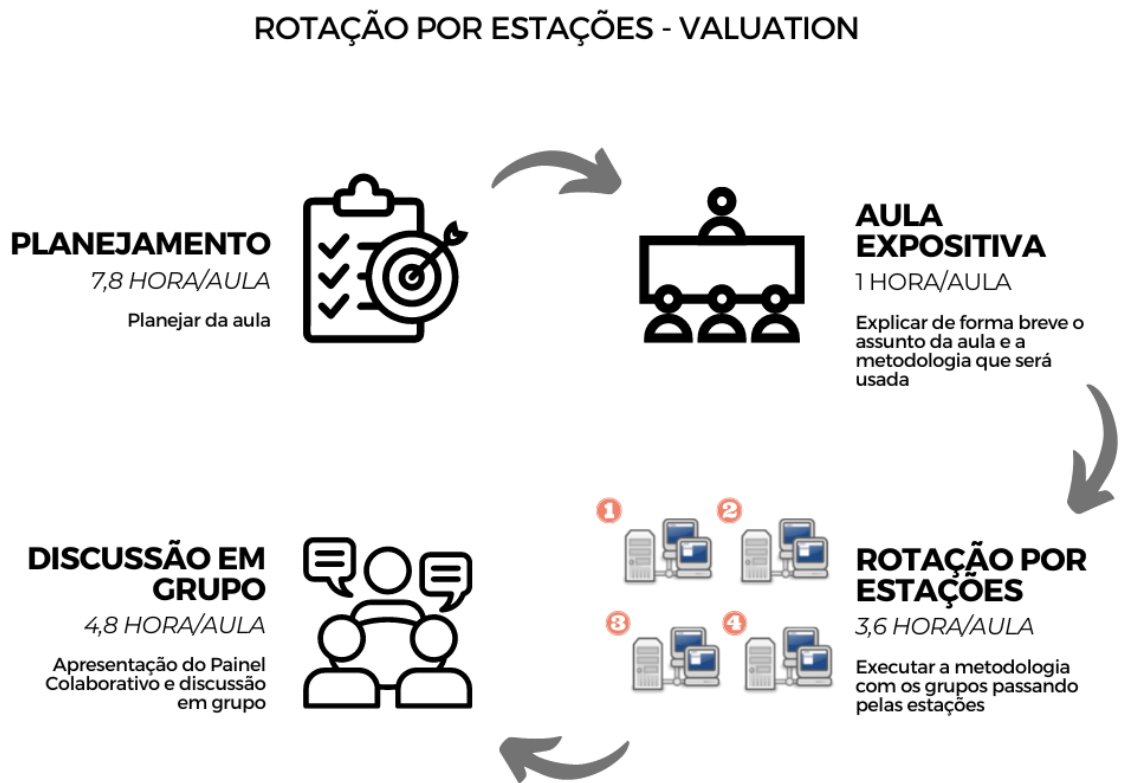 ROTAÇÃO POR ESTAÇÕES - VALUATION
PLANEJAMENTO
7,8 HORA/AULA
Planejar da aula
AULA
EXPOSITIVA
1 HORA/AULA
Explicar de forma breve o
assunto da aula e a
metodologia que será
usada
1
2
3
4
ROTAÇÃO POR
ESTAÇÕES
3,6 HORA/AULA
Executar a metodologia
com os grupos passando
pelas estações
DISCUSSÃO EM
GRUPO
4,8 HORA/AULA
Apresentação do Painel
Colaborativo e discussão
em grupo